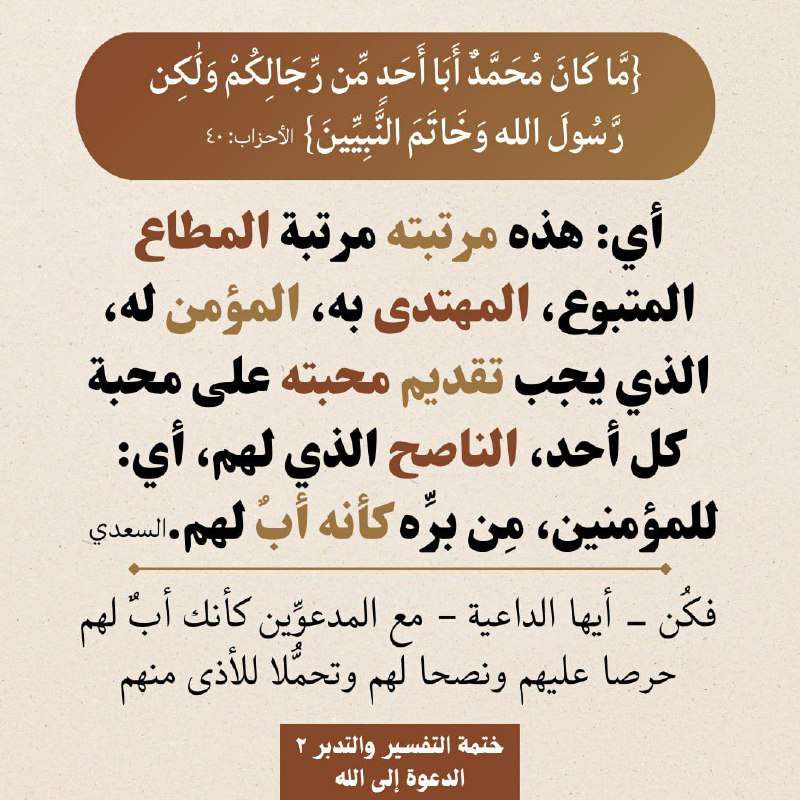 {مَّا كَانَ مُحَمَّدٌ أَبَا أَحَدٍ مِّن رِّجَالِكُمْ وَلَٰكِن
رَّسُولَ الله وَخَاتَمَ النَّبِيِّينَ} الأحزاب: ٤٠
أي: هذه مرتبته مرتبة المطاع
المتبوع، المهتدى به، المؤمن له،
الذي يجب تقديم محبته على محبة
كل أحد، الناصح الذي لهم، أي:
للمؤمنين، مِن برِّه كأنه أبٌ لهم. السعدي
فكُن – أيها الداعية – مع المدعوِّين كأنك أبٌ لهم
حرصا عليهم ونصحا لهم وتحمُّلا للأذى منهم
ختمة التفسير والتدبر ٢
الدعوة إلى الله